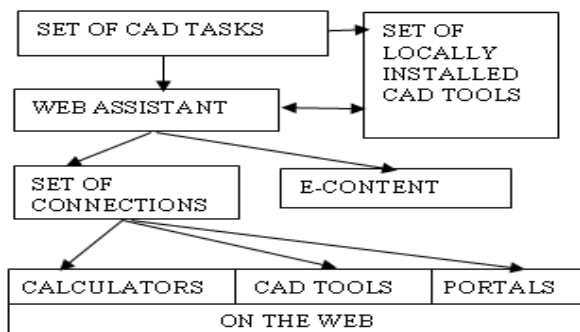 SET OF CAD TASKS
SET OF
LOCALLY
INSTALLED
CAD TOOLS
WEB ASSISTANT
SET OF
CONNECTIONS
E-CONTENT
CALCULATORS
CAD TOOLS
PORTALS
ON THE WEB